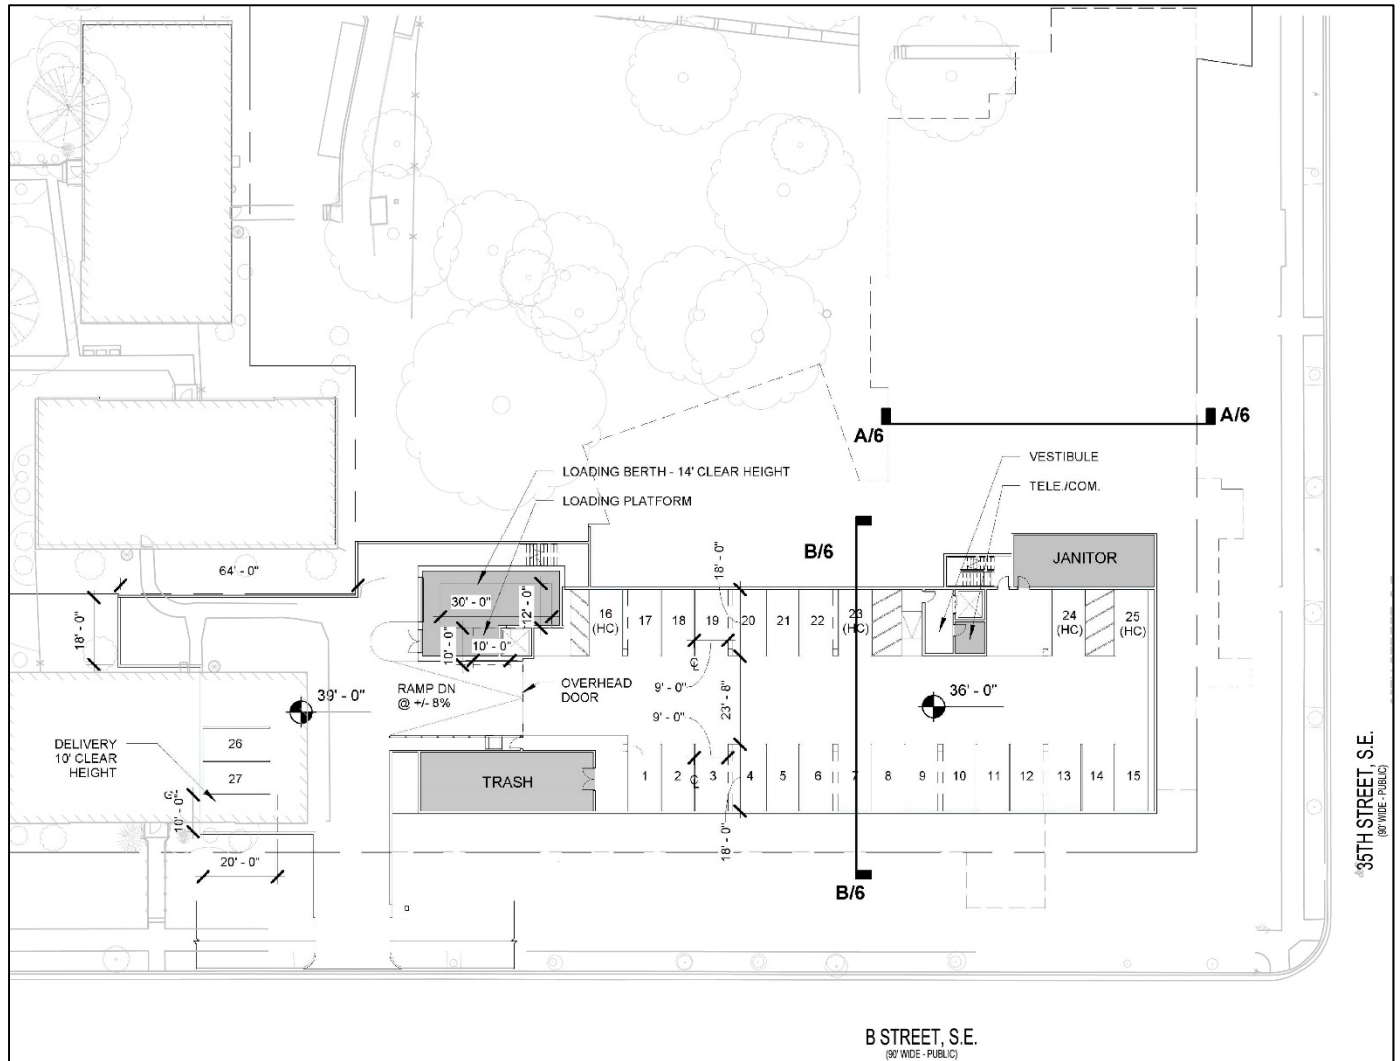 A/6
A/6
VESTIBULE
LOADING BERTH - 14' CLEAR HEIGHT
TELE./COM.
LOADING PLATFORM
B/6
JANITOR
64' - 0"
18' - 0"
30' - 0"
12' - 0"
16
(HC)
17
18
19
20
21
22
23
(HC)
24
(HC)
25
(HC)
18' - 0"
10' - 0"
10' - 0"
39' - 0"
RAMP DN
@ +/- 8%
OVERHEAD
DOOR
9' - 0"
23' - 8"
36' - 0"
9' - 0"
DELIVERY
10' CLEAR
HEIGHT
26
27
TRASH
1
2
3
4
5
6
7
8
9
10
11
12
13
14
15
10' - 0"
18' - 0"
20' - 0"
B/6
35TH STREET, S.E.
(90' WIDE - PUBLIC)
B STREET, S.E.
(90' WIDE - PUBLIC)